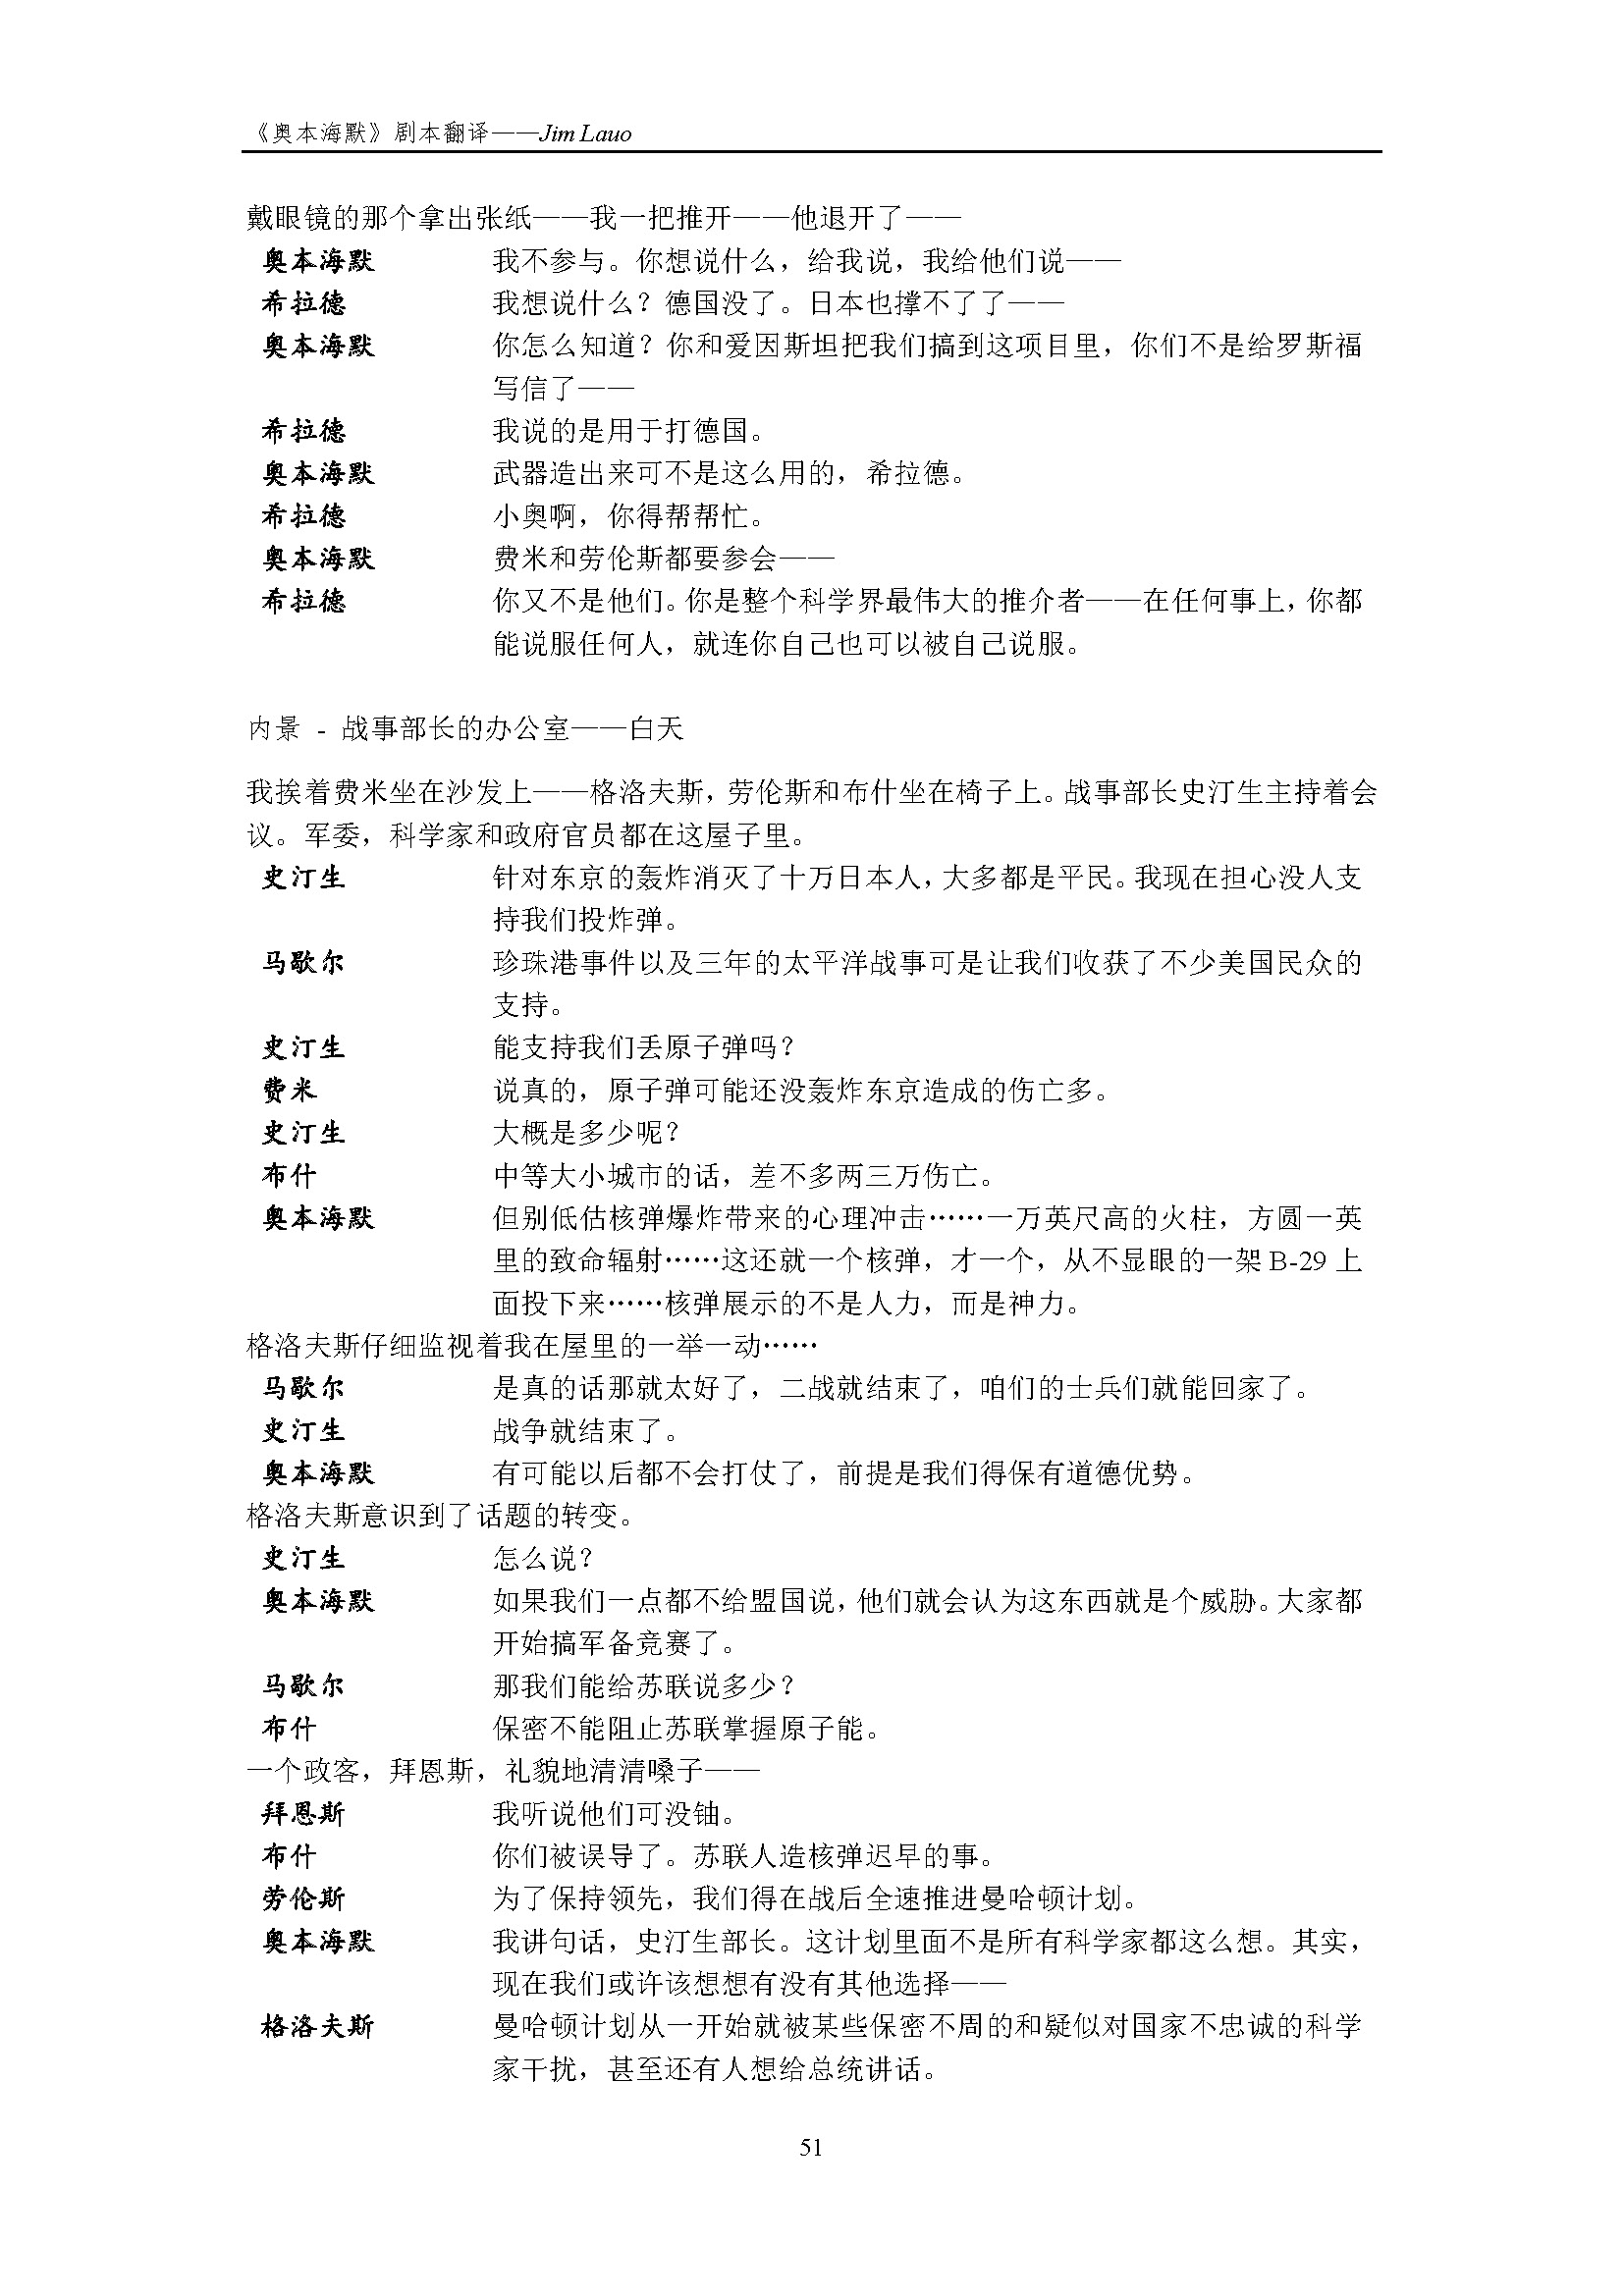 《奥本海默》剧本翻译——Jim Lauo
戴眼镜的那个拿出张纸——我一把推开——他退开了——
奥本海默 我不参与。你想说什么，给我说，我给他们说——
希拉德 我想说什么？德国没了。日本也撑不了了——
奥本海默 你怎么知道？你和爱因斯坦把我们搞到这项目里，你们不是给罗斯福
写信了——
希拉德 我说的是用于打德国。
奥本海默 武器造出来可不是这么用的，希拉德。
希拉德 小奥啊，你得帮帮忙。
奥本海默 费米和劳伦斯都要参会——
希拉德 你又不是他们。你是整个科学界最伟大的推介者——在任何事上，你都
能说服任何人，就连你自己也可以被自己说服。
内景 - 战事部长的办公室——白天
我挨着费米坐在沙发上——格洛夫斯，劳伦斯和布什坐在椅子上。战事部长史汀生主持着会
议。军委，科学家和政府官员都在这屋子里。
史汀生 针对东京的轰炸消灭了十万日本人，大多都是平民。我现在担心没人支
持我们投炸弹。
马歇尔 珍珠港事件以及三年的太平洋战事可是让我们收获了不少美国民众的
支持。
史汀生 能支持我们丢原子弹吗？
费米 说真的，原子弹可能还没轰炸东京造成的伤亡多。
史汀生 大概是多少呢？
布什 中等大小城市的话，差不多两三万伤亡。
奥本海默 但别低估核弹爆炸带来的心理冲击……一万英尺高的火柱，方圆一英
里的致命辐射……这还就一个核弹，才一个，从不显眼的一架 B-29 上
面投下来……核弹展示的不是人力，而是神力。
格洛夫斯仔细监视着我在屋里的一举一动……
马歇尔 是真的话那就太好了，二战就结束了，咱们的士兵们就能回家了。
史汀生 战争就结束了。
奥本海默 有可能以后都不会打仗了，前提是我们得保有道德优势。
格洛夫斯意识到了话题的转变。
史汀生 怎么说？
奥本海默 如果我们一点都不给盟国说，他们就会认为这东西就是个威胁。大家都
开始搞军备竞赛了。
马歇尔 那我们能给苏联说多少？
布什 保密不能阻止苏联掌握原子能。
一个政客，拜恩斯，礼貌地清清嗓子——
拜恩斯 我听说他们可没铀。
布什 你们被误导了。苏联人造核弹迟早的事。
劳伦斯 为了保持领先，我们得在战后全速推进曼哈顿计划。
奥本海默 我讲句话，史汀生部长。这计划里面不是所有科学家都这么想。其实，
现在我们或许该想想有没有其他选择——
格洛夫斯 曼哈顿计划从一开始就被某些保密不周的和疑似对国家不忠诚的科学
家干扰，甚至还有人想给总统讲话。
51